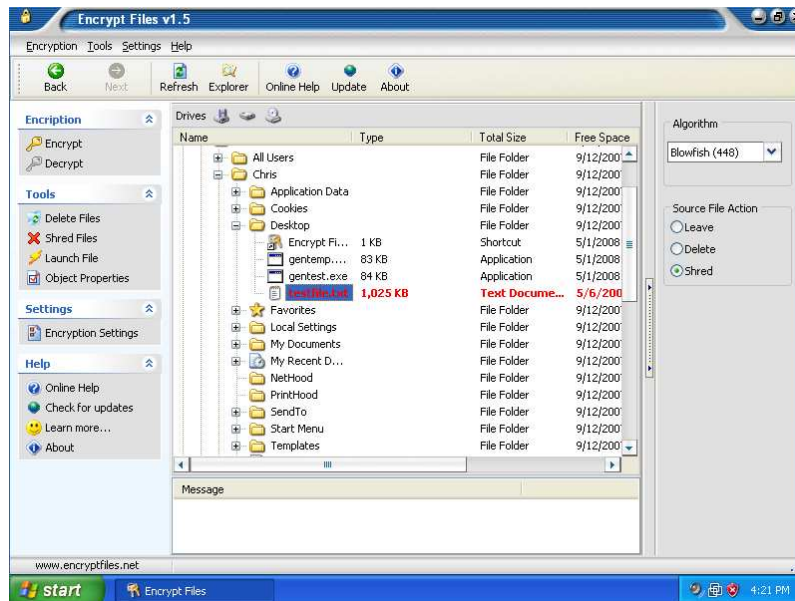 Encrypt Files v1.5
Encryption Tools Settings Help
Back Next Refresh Explorer Online Help Update About
Encription
Encrypt
Decrypt
Tools
Delete Files
Shred Files
Launch File
Object Properties
Settings
Encryption Settings
Help
Online Help
Check for updates
Learn more...
About
Drives
Name Type Total Size Free Space
All Users File Folder 9/12/200
Chris File Folder 9/12/200
Application Data File Folder 9/12/200
Cookies File Folder 9/12/200
Desktop File Folder 9/12/200
Encrypt Fi... 1 KB Shortcut 5/1/2008
gentemp.... 83 KB Application 5/1/2008
gentest.exe 84 KB Application 5/1/2008
testfile.txt 1,025 KB Text Docume... 5/6/200
Favorites File Folder 9/12/200
Local Settings File Folder 9/12/200
My Documents File Folder 9/12/200
My Recent D... File Folder 9/12/200
NetHood File Folder 9/12/200
PrintHood File Folder 9/12/200
SendTo File Folder 9/12/200
Start Menu File Folder 9/12/200
Templates File Folder 9/12/200
Message
Algorithm
Blowfish (448)
Source File Action
Leave
Delete
Shred
www.encryptfiles.net
start Encrypt Files 4:21 PM